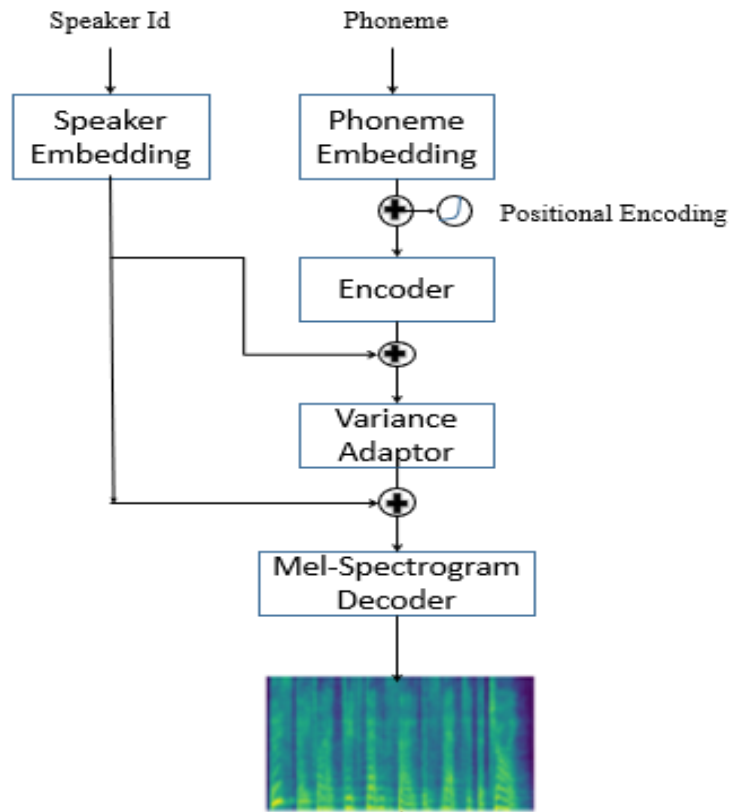 Speaker Id
Phoneme
Speaker
Embedding
Phoneme
Embedding
Positional Encoding
Encoder
Variance
Adaptor
Mel-Spectrogram
Decoder